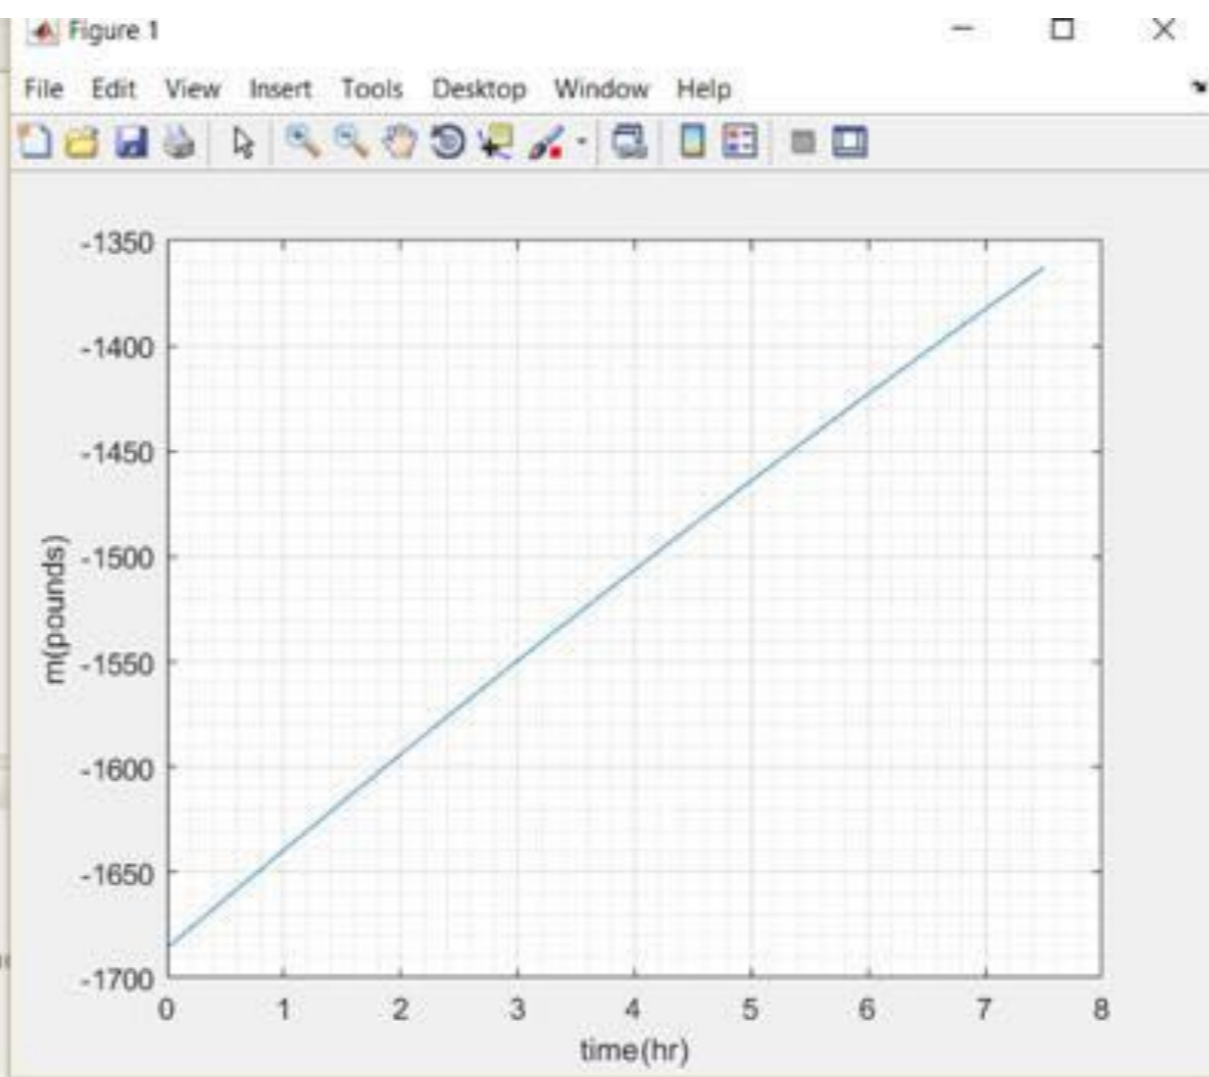 Figure 1
File Edit View Insert Tools Desktop Window Help
-1350
-1400
-1450
-1500
-1550
-1600
-1650
-1700
m(pounds)
0 1 2 3 4 5 6 7 8
time(hr)